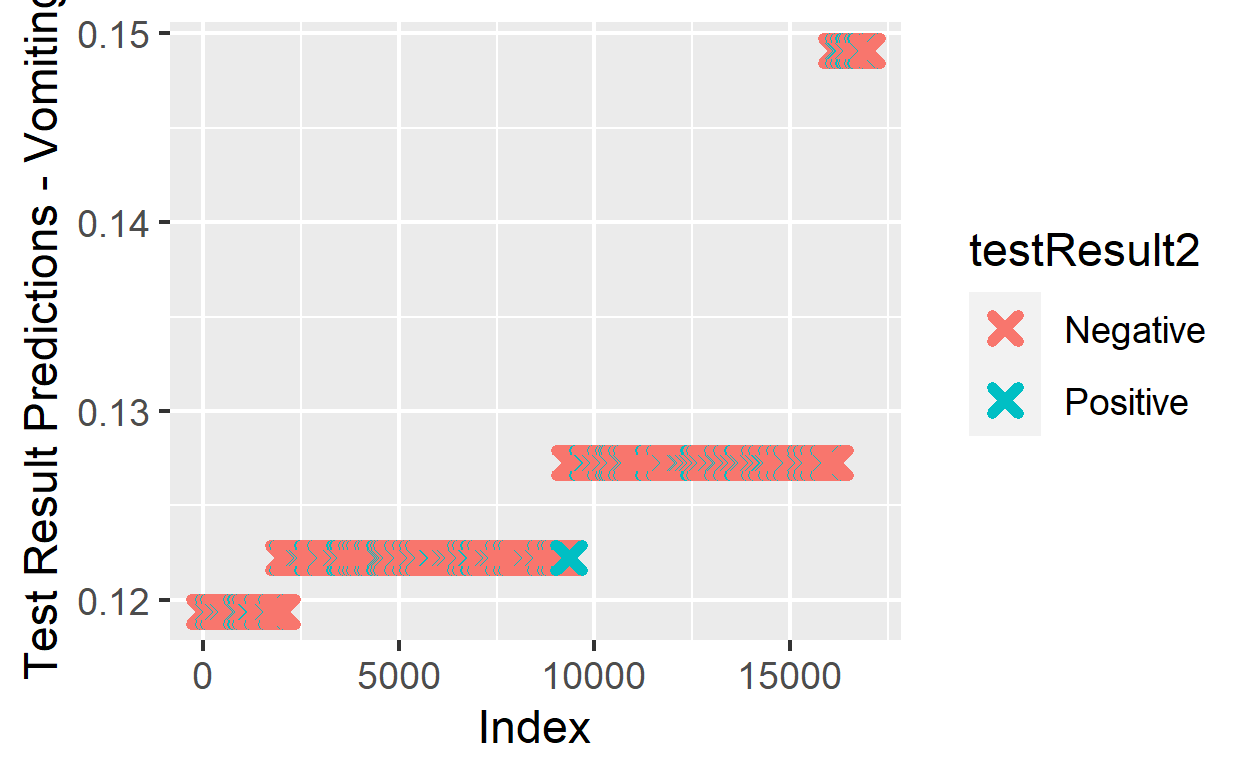 Test Result Predictions - Vomiting
0.15
0.14
0.13
0.12
0 5000 10000 15000
Index
testResult2
Negative
Positive